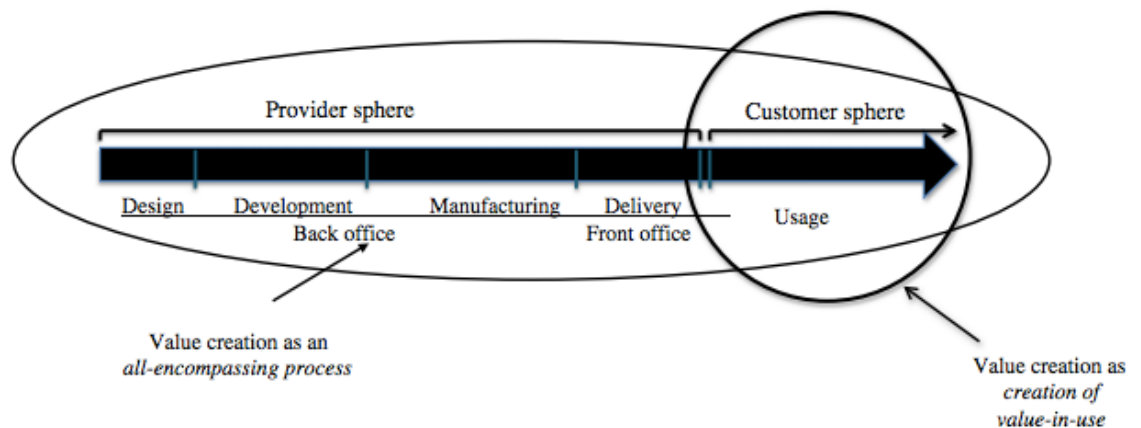 Provider sphere
Customer sphere
Design Development Manufacturing Delivery
Usage
Back office Front office
Value creation as an
all-encompassing process
Value creation as
creation of
value-in-use